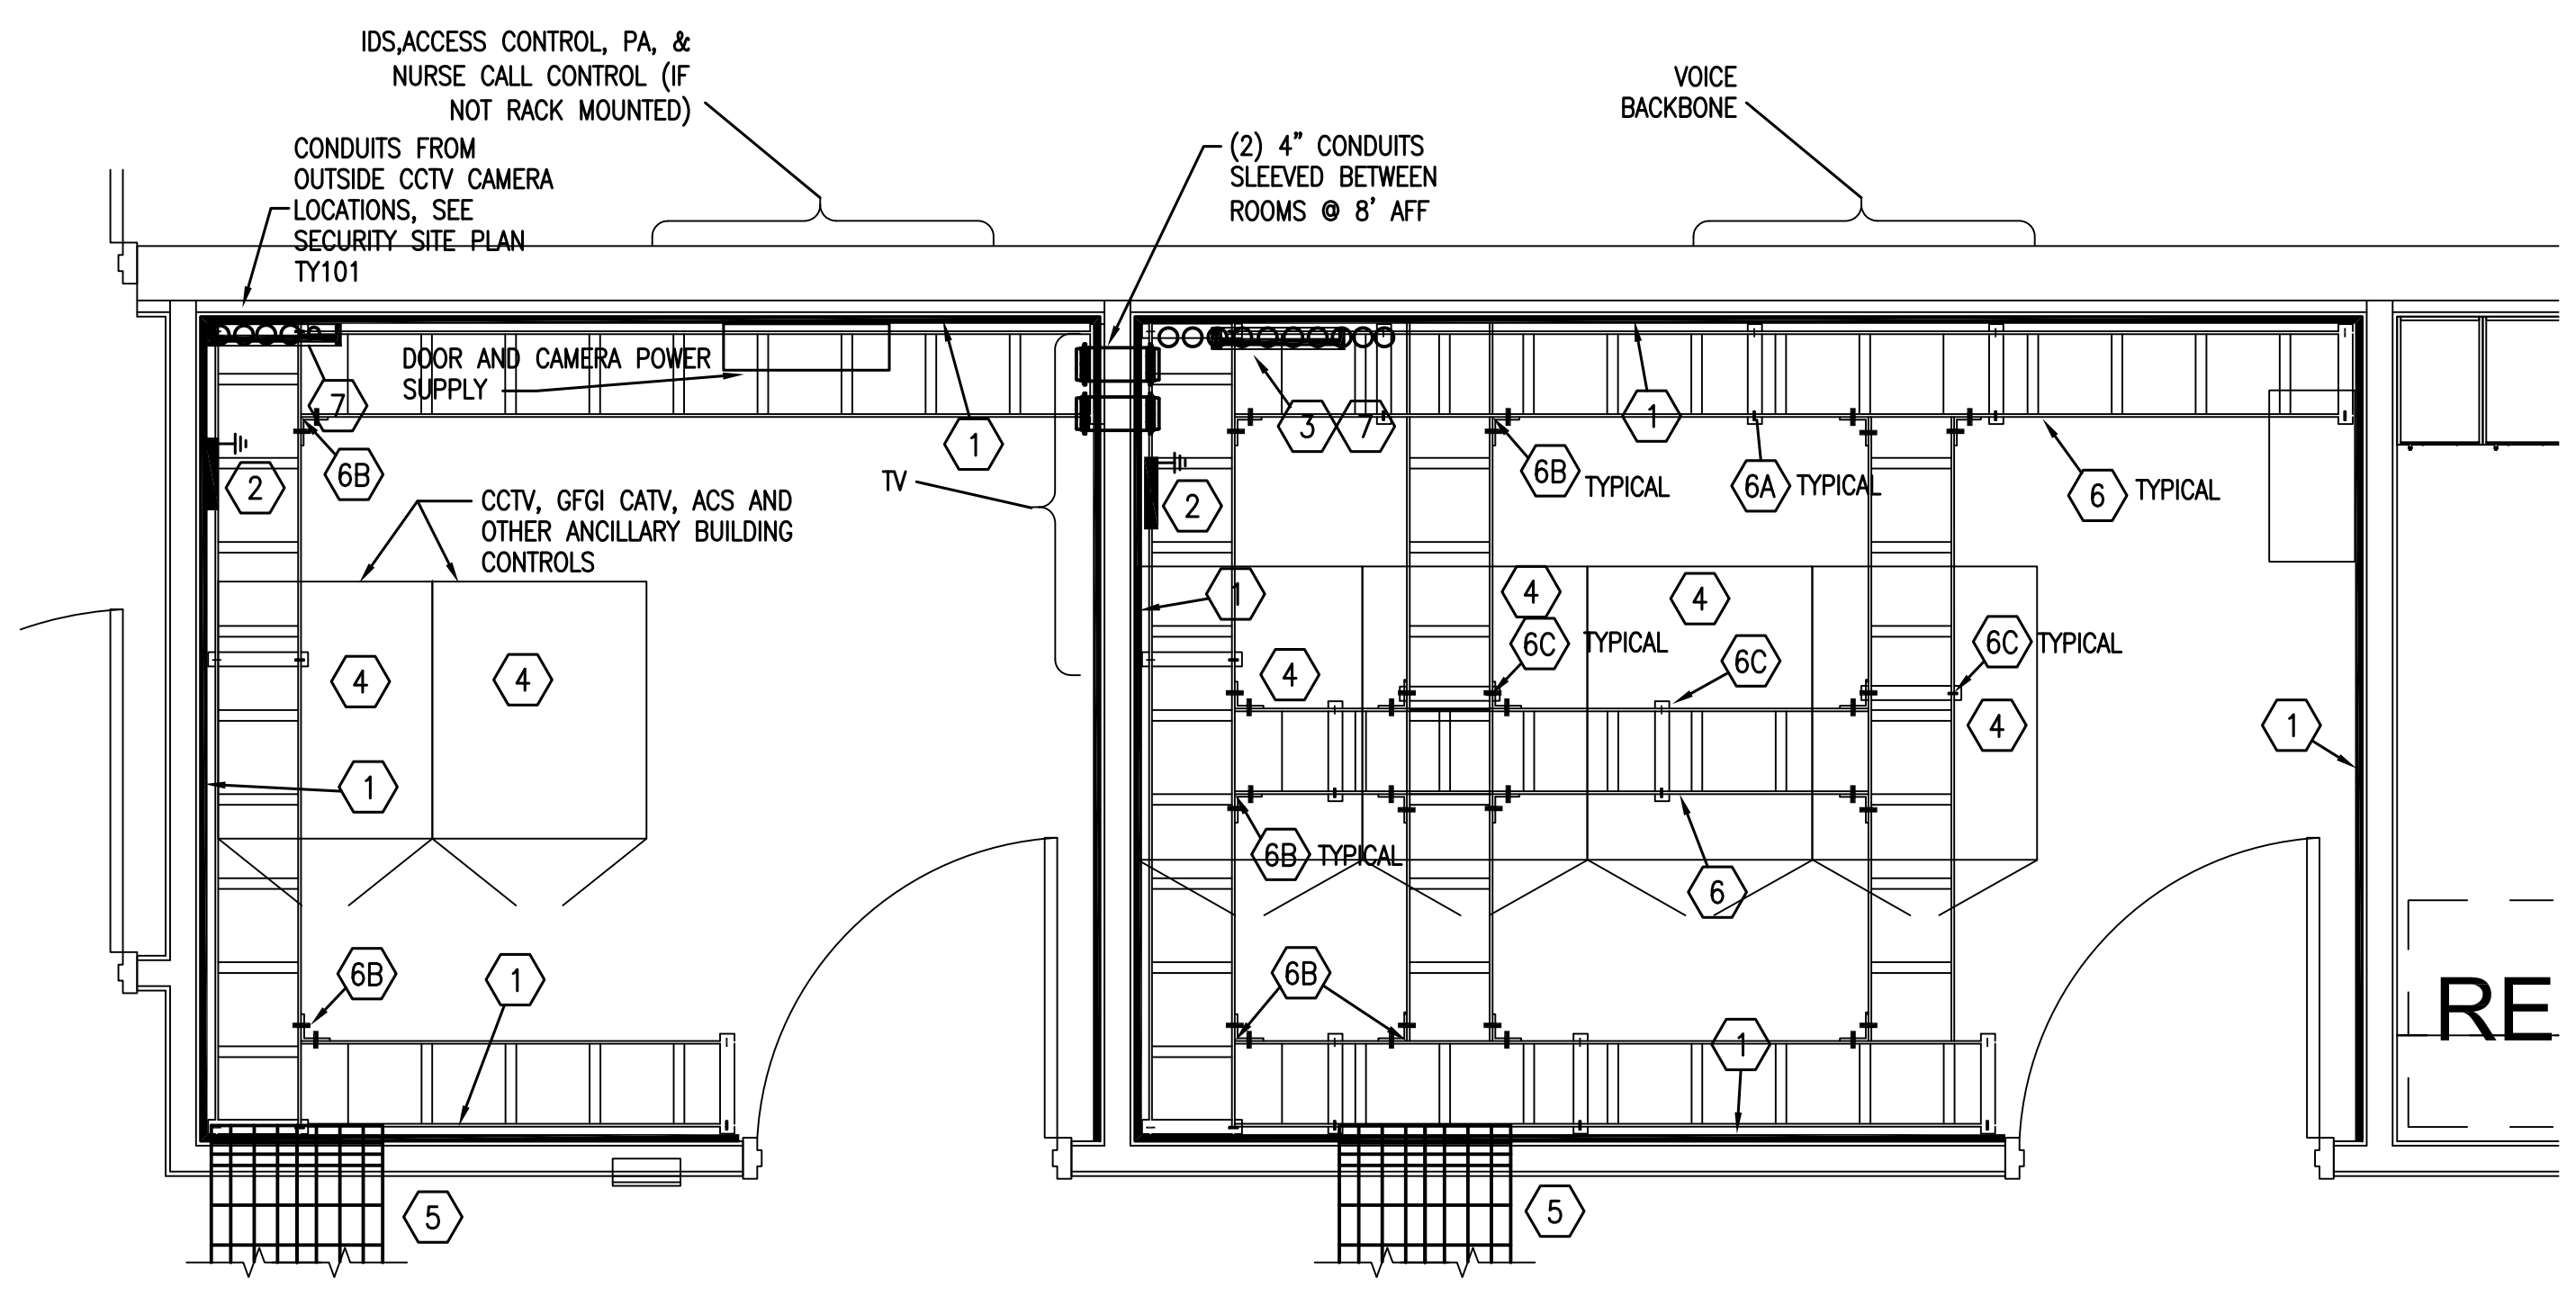 IDS,ACCESS CONTROL, PA, &
NURSE CALL CONTROL (IF
NOT RACK MOUNTED)
VOICE
BACKBONE
CONDUITS FROM
OUTSIDE CCTV CAMERA
LOCATIONS, SEE
SECURITY SITE PLAN
TY101
(2) 4" CONDUITS
SLEEVED BETWEEN
ROOMS @ 8' AFF
DOOR AND CAMERA POWER
SUPPLY
7
1
3
7
1
6B
2
TV
2
6B TYPICAL
6A TYPICAL
6 TYPICAL
CCTV, GFGI CATV, ACS AND
OTHER ANCILLARY BUILDING
CONTROLS
1
4
4
6C TYPICAL
6C
6C TYPICAL
4
4
4
4
1
1
6B TYPICAL
6
6B
1
6B
1
RE
5
5